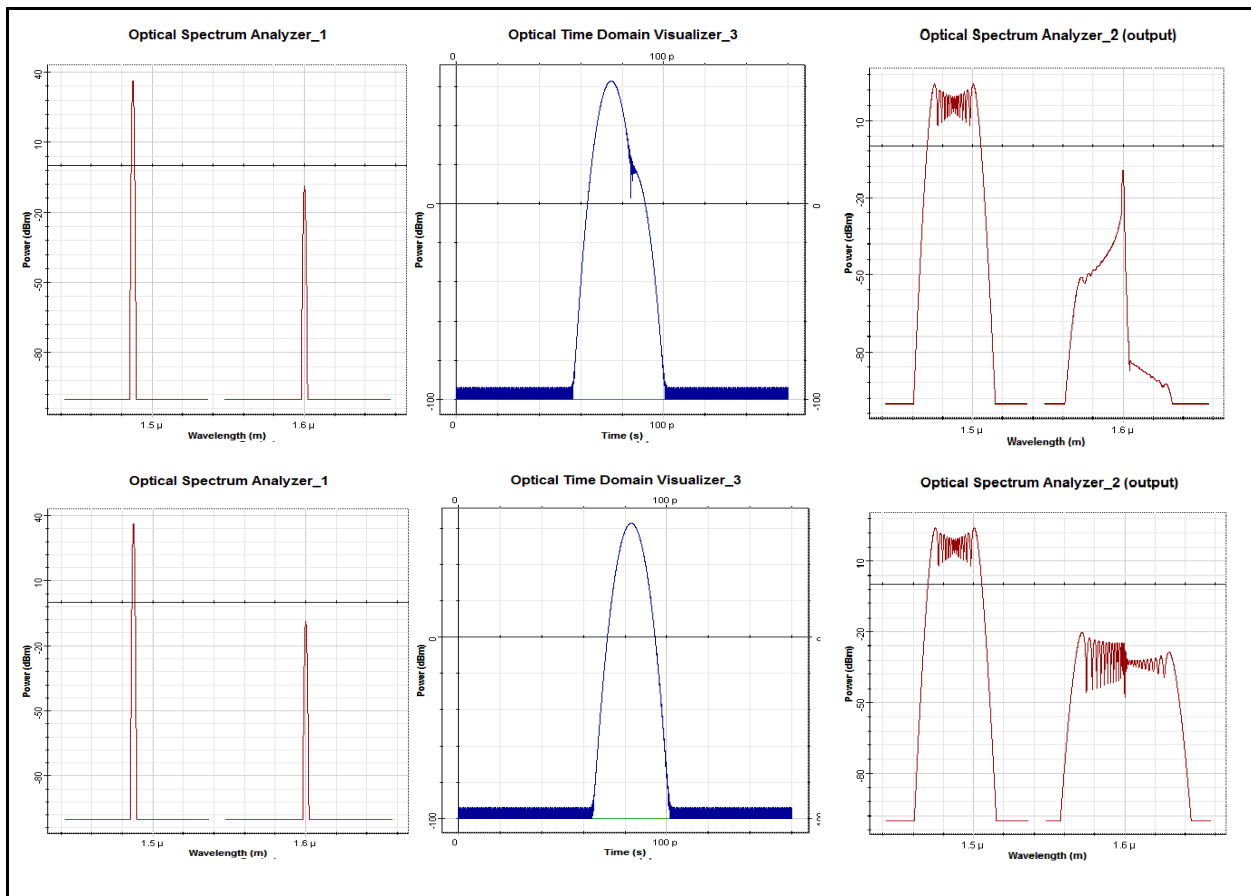 Optical Spectrum Analyzer_1
Optical Time Domain Visualizer_3
Optical Spectrum Analyzer_2 (output)
0
100 p
40
10
-20
-50
-80
Power (dBm)
1.5 µ
1.6 µ
Wavelength (m)
0
-100
Power (dBm)
0
-100
0
100 p
Time (s)
10
-20
-50
-80
Power (dBm)
1.5 µ
1.6 µ
Wavelength (m)
Optical Spectrum Analyzer_1
Optical Time Domain Visualizer_3
Optical Spectrum Analyzer_2 (output)
0
100 p
40
10
-20
-50
-80
Power (dBm)
1.5 µ
1.6 µ
Wavelength (m)
0
-100
Power (dBm)
0
100 p
Time (s)
10
-20
-50
-80
Power (dBm)
1.5 µ
1.6 µ
Wavelength (m)